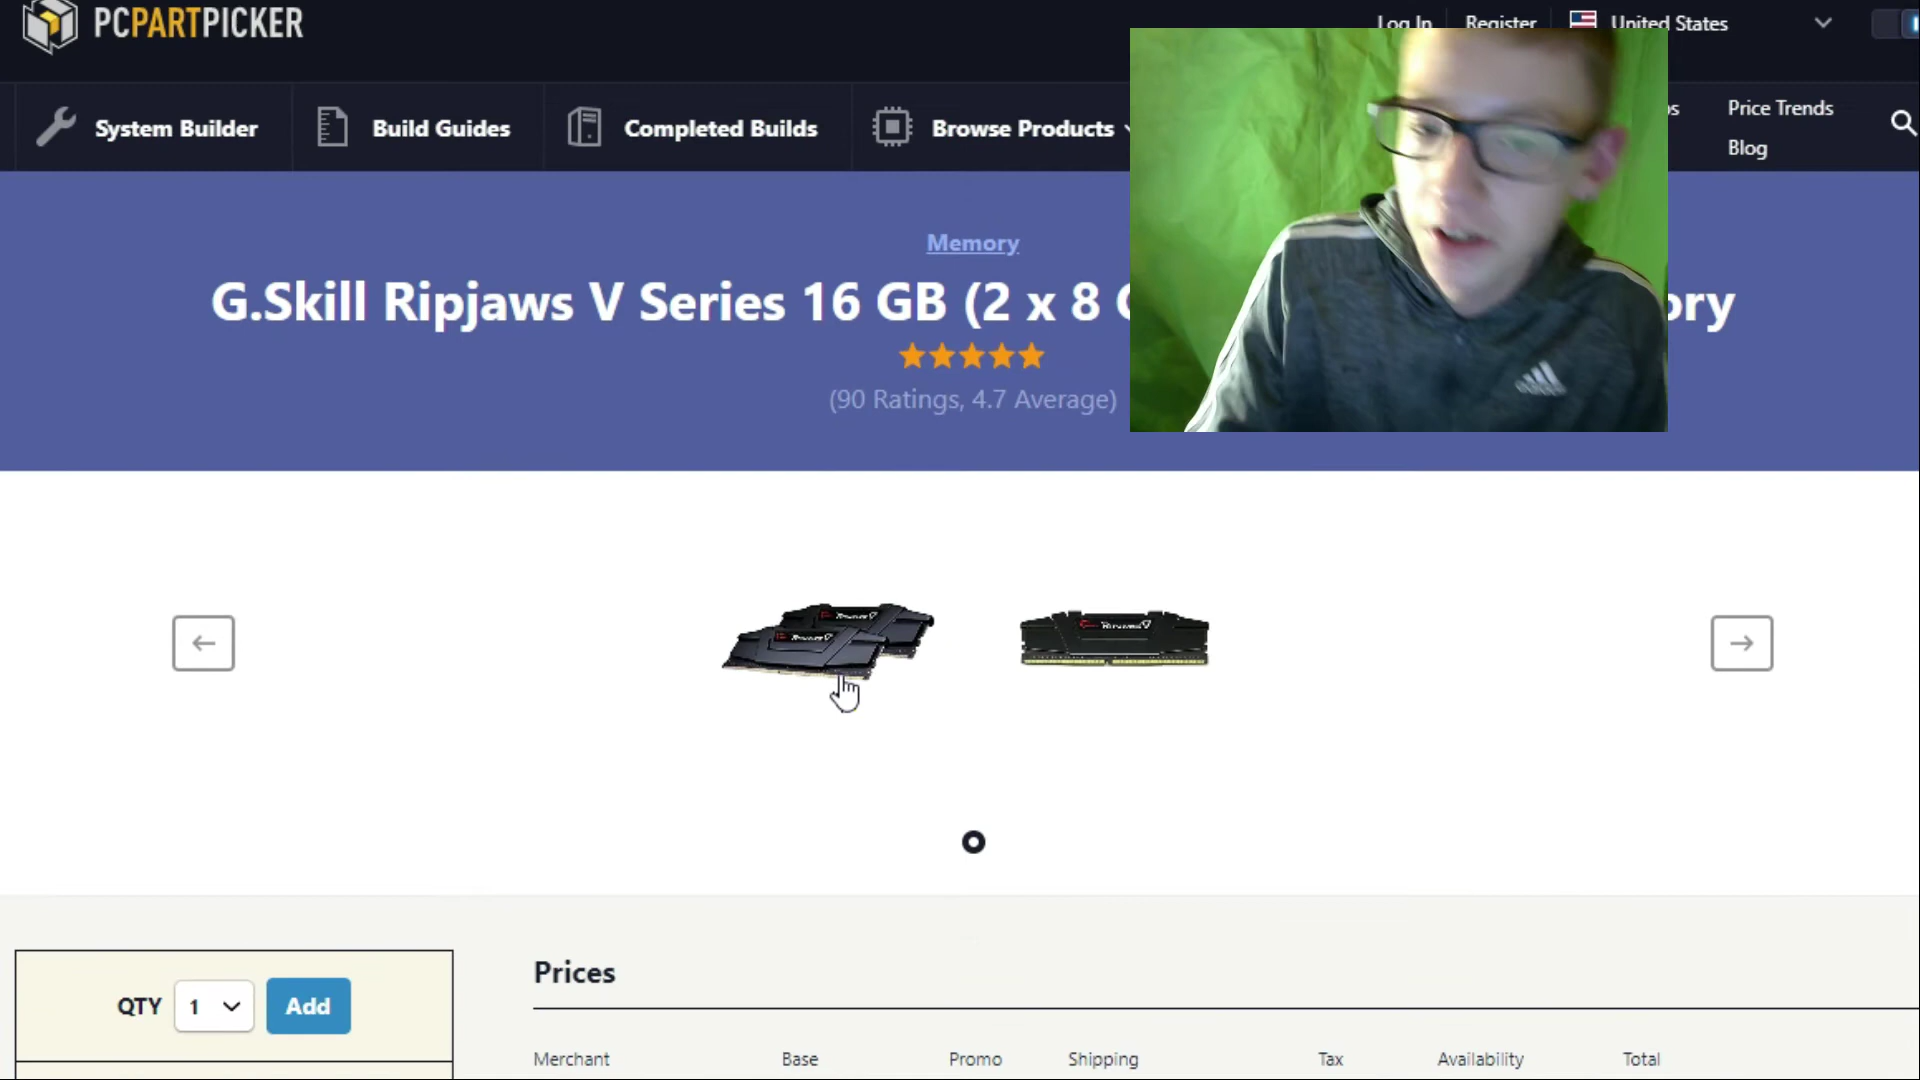 PCPARTPICKER
Log In
Register
United States
System Builder
Build Guides
Completed Builds
Browse Products
Price Trends
Blog
Memory
G.Skill Ripjaws V Series 16 GB (2 x 8
(90 Ratings, 4.7 Average)
QTY 1 Add
Prices
Merchant Base Promo Shipping Tax Availability Total